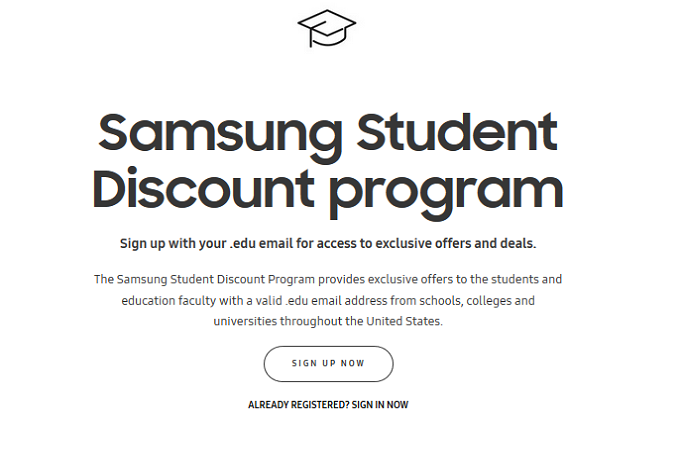 Samsung Student
Discount program
Sign up with your .edu email for access to exclusive offers and deals.
The Samsung Student Discount Program provides exclusive offers to the students and
education faculty with a valid .edu email address from schools, colleges and
universities throughout the United States.
SIGN UP NOW
ALREADY REGISTERED? SIGN IN NOW